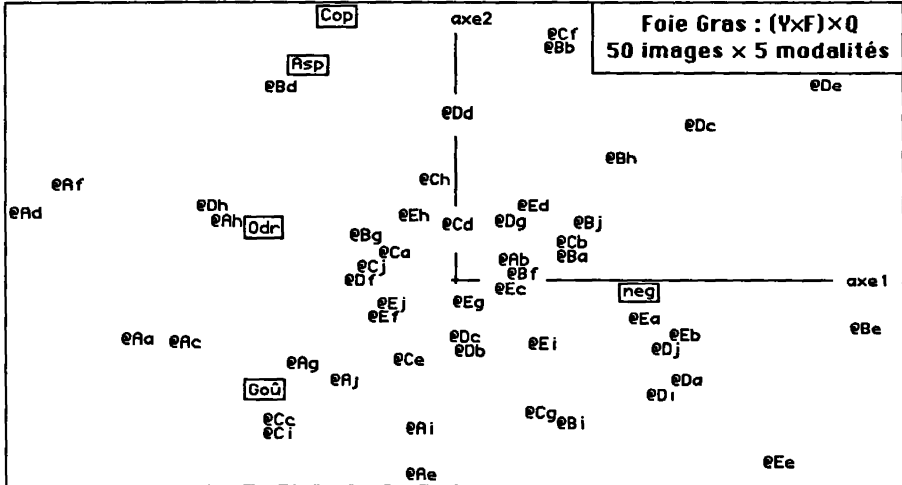 Cop
axe2
Foie Gras : (Y×F)×Q
50 images × 5 modalités
@Cf
@Bb
Asp
@Bd
@De
@Dd
@Dc
@Bh
@Ch
@Af
@Ad
@Dh
@Ah
Odr
@Eh
@Cd
@Ed
@Dg
@Bj
@Bg
@Ca
@Cb
@Ba
@Cj
@Df
@Ab
@Bf
@Ec
axe1
neg
@Ej
@Ef
@Eg
@Ea
@Be
@Aa
@Ac
@Dc
@Db
@Ei
@Eb
@Dj
@Ag
@Aj
@Ce
Goû
@Da
@Di
@Cc
@Ci
@Ai
@Cg
@Bi
@Ae
@Ee